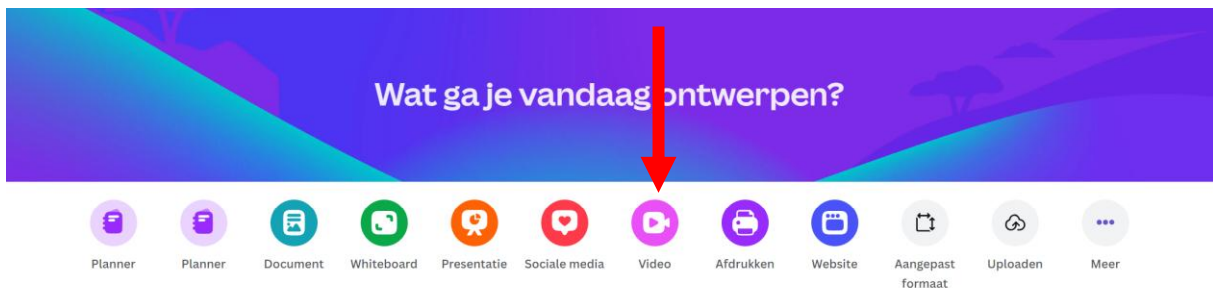 Wat ga je vandaag ontwerpen?
Planner
Planner
Document
Whiteboard
Presentatie
Sociale media
Video
Afdrukken
Website
Aangepast
formaat
Uploaden
Meer